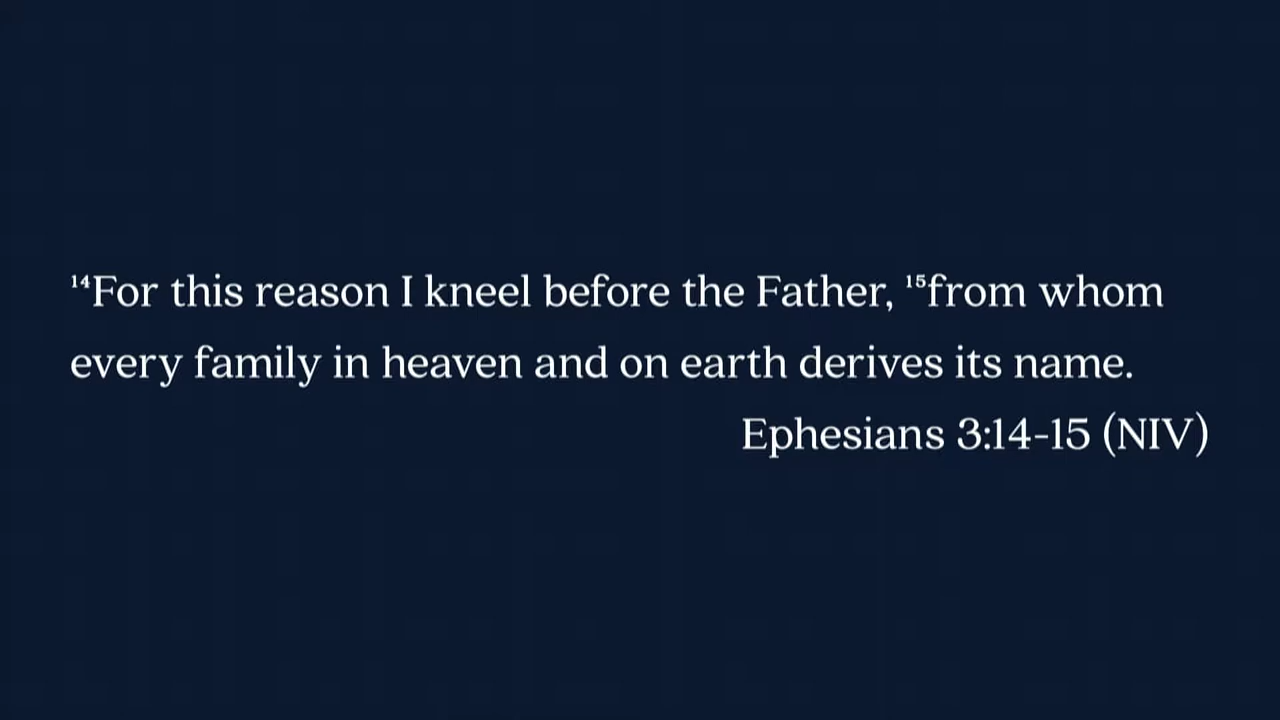 ¹⁴For this reason I kneel before the Father, ¹⁵from whom
every family in heaven and on earth derives its name.
Ephesians 3:14-15 (NIV)